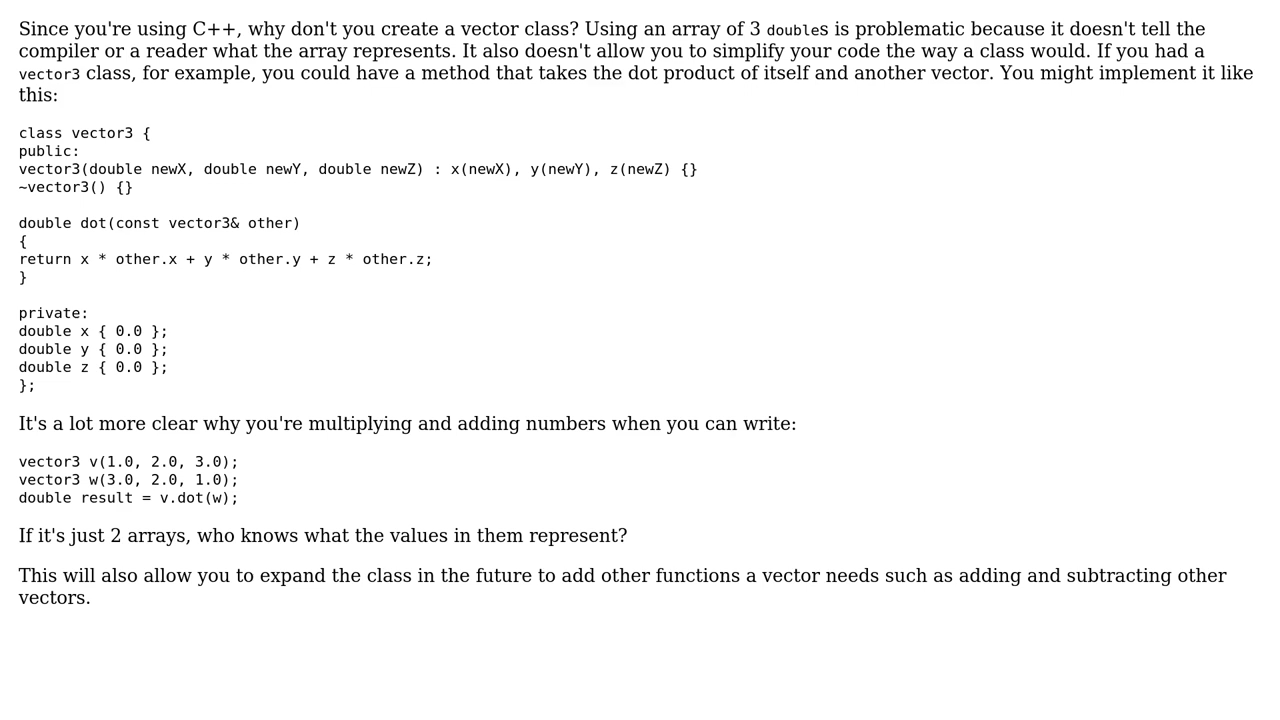 Since you're using C++, why don't you create a vector class? Using an array of 3 doubles is problematic because it doesn't tell the
compiler or a reader what the array represents. It also doesn't allow you to simplify your code the way a class would. If you had a
vector3 class, for example, you could have a method that takes the dot product of itself and another vector. You might implement it like
this:
class vector3 {
public:
vector3(double newX, double newY, double newZ) : x(newX), y(newY), z(newZ) {}
~vector3() {}
double dot(const vector3& other)
{
return x * other.x + y * other.y + z * other.z;
}
private:
double x { 0.0 };
double y { 0.0 };
double z { 0.0 };
};
It's a lot more clear why you're multiplying and adding numbers when you can write:
vector3 v(1.0, 2.0, 3.0);
vector3 w(3.0, 2.0, 1.0);
double result = v.dot(w);
If it's just 2 arrays, who knows what the values in them represent?
This will also allow you to expand the class in the future to add other functions a vector needs such as adding and subtracting other
vectors.